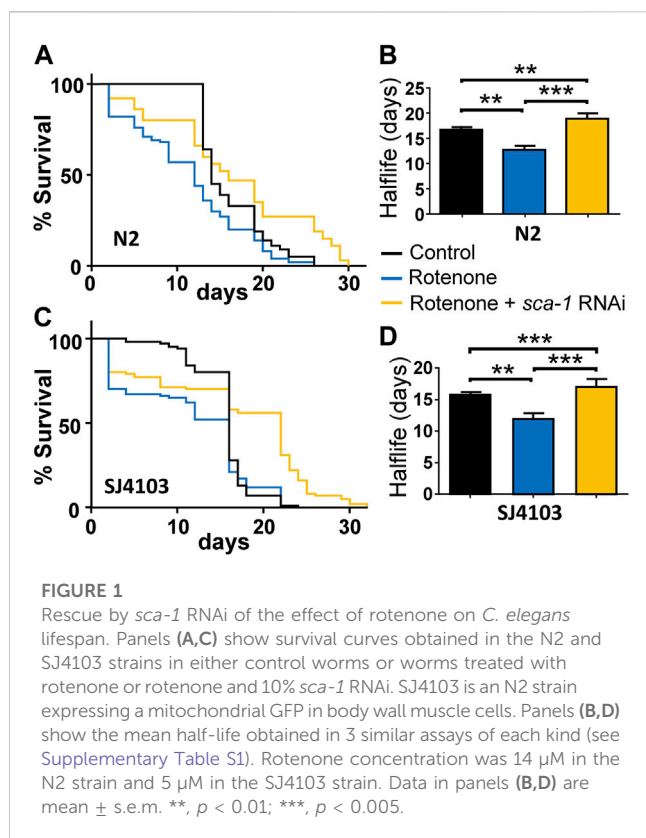 A
100
50
0
% Survival
N2
0
10
20
30
days
B
**
**
***
25
20
15
10
5
0
Halflife (days)
N2
Control
Rotenone
Rotenone + sca-1 RNAi
C
100
50
0
% Survival
SJ4103
0
10
20
30
days
D
***
**
***
25
20
15
10
5
0
Halflife (days)
SJ4103
FIGURE 1
Rescue by sca-1 RNAi of the effect of rotenone on C. elegans
lifespan. Panels (A,C) show survival curves obtained in the N2 and
SJ4103 strains in either control worms or worms treated with
rotenone or rotenone and 10% sca-1 RNAi. SJ4103 is an N2 strain
expressing a mitochondrial GFP in body wall muscle cells. Panels (B,D)
show the mean half-life obtained in 3 similar assays of each kind (see
Supplementary Table S1). Rotenone concentration was 14 µM in the
N2 strain and 5 µM in the SJ4103 strain. Data in panels (B,D) are
mean ± s.e.m. **, p < 0.01; ***, p < 0.005.